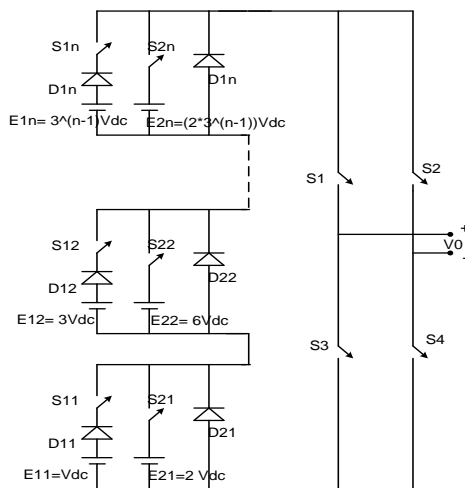 S1n
S2n
D1n
D1n
E1n= 3^(n-1)Vdc
E2n=(2*3^(n-1))Vdc
S1
S2
S12
S22
D12
D22
E12= 3Vdc
E22= 6Vdc
+
V0
-
S3
S4
S11
S21
D11
D21
E11=Vdc
E21=2 Vdc